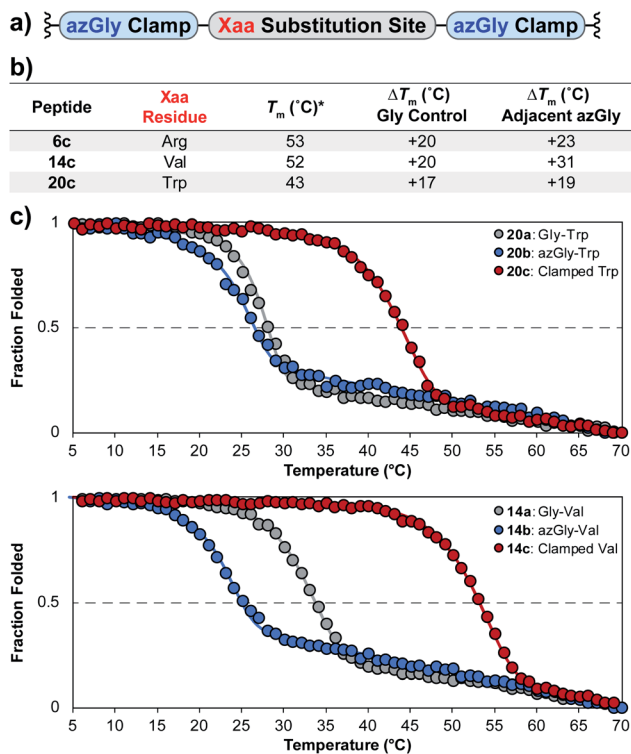 a) azGly Clamp Xaa Substitution Site azGly Clamp
b)
Peptide Xaa Residue Tm (˚C)* ΔTm (˚C) Gly Control ΔTm (˚C) Adjacent azGly
6c Arg 53 +20 +23
14c Val 52 +20 +31
20c Trp 43 +17 +19
c)
1
0.5
0
Fraction Folded
20a: Gly-Trp
20b: azGly-Trp
20c: Clamped Trp
5 10 15 20 25 30 35 40 45 50 55 60 65 70
Temperature (°C)
1
0.5
0
Fraction Folded
14a: Gly-Val
14b: azGly-Val
14c: Clamped Val
5 10 15 20 25 30 35 40 45 50 55 60 65 70
Temperature (°C)